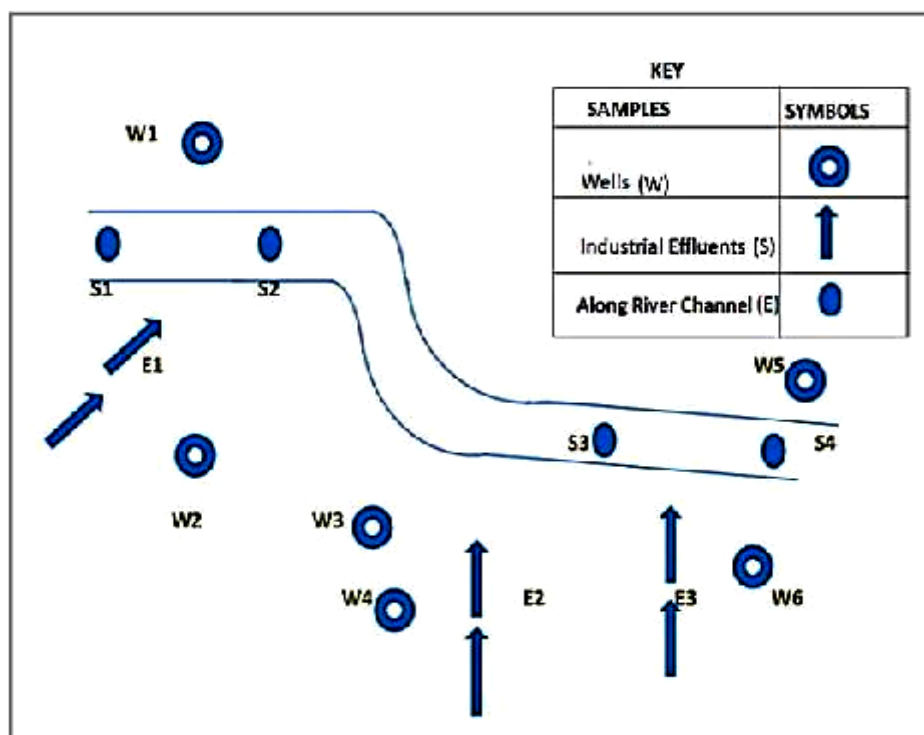 KEY
SAMPLES SYMBOLS
Wells (W)
Industrial Effluents (S)
Along River Channel (E)
W1
S1 S2
E1
W5
S3 S4
W2 W3
W4 E2 E3 W6